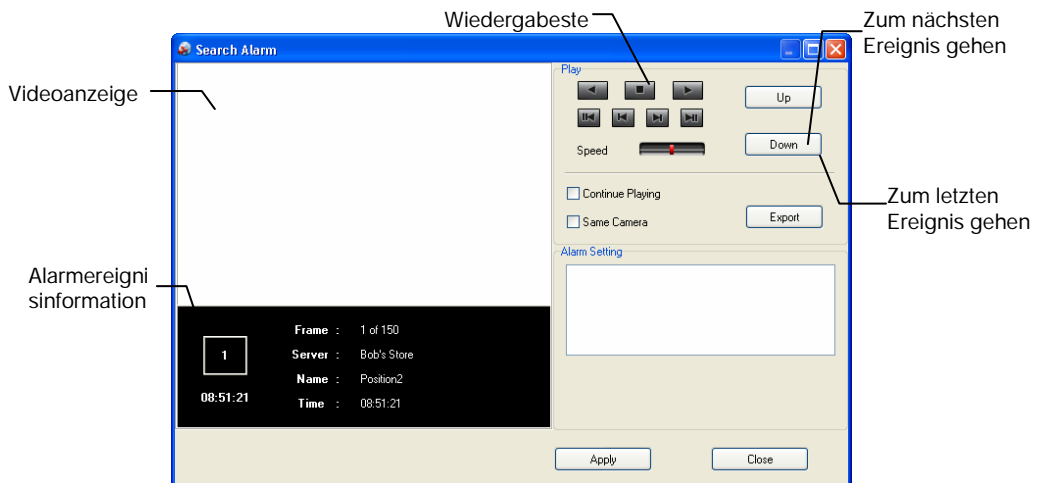 Wiedergabeste
Zum nächsten
Ereignis gehen
Search Alarm
Videoanzeige
Play
Up
Speed
Down
Continue Playing
Zum letzten
Ereignis gehen
Same Camera
Export
Alarm Setting
Alarmereigni
sinformation
1
08:51:21
Frame : 1 of 150
Server : Bob's Store
Name : Position2
Time : 08:51:21
Apply
Close